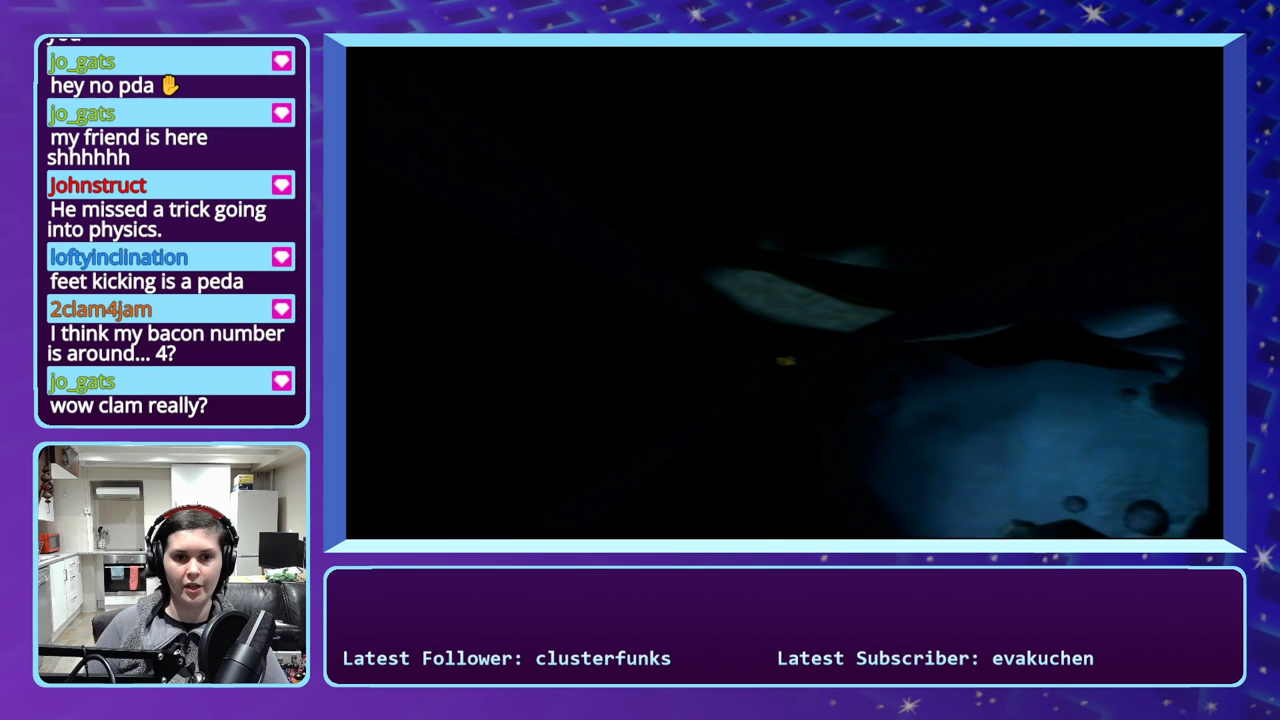 jo_gats
hey no pda ✋
jo_gats
my friend is here
shhhhhh
Johnstruct
He missed a trick going
into physics.
loftyinclination
feet kicking is a peda
2clam4jam
I think my bacon number
is around... 4?
jo_gats
wow clam really?
Latest Follower: clusterfunks
Latest Subscriber: evakuchen